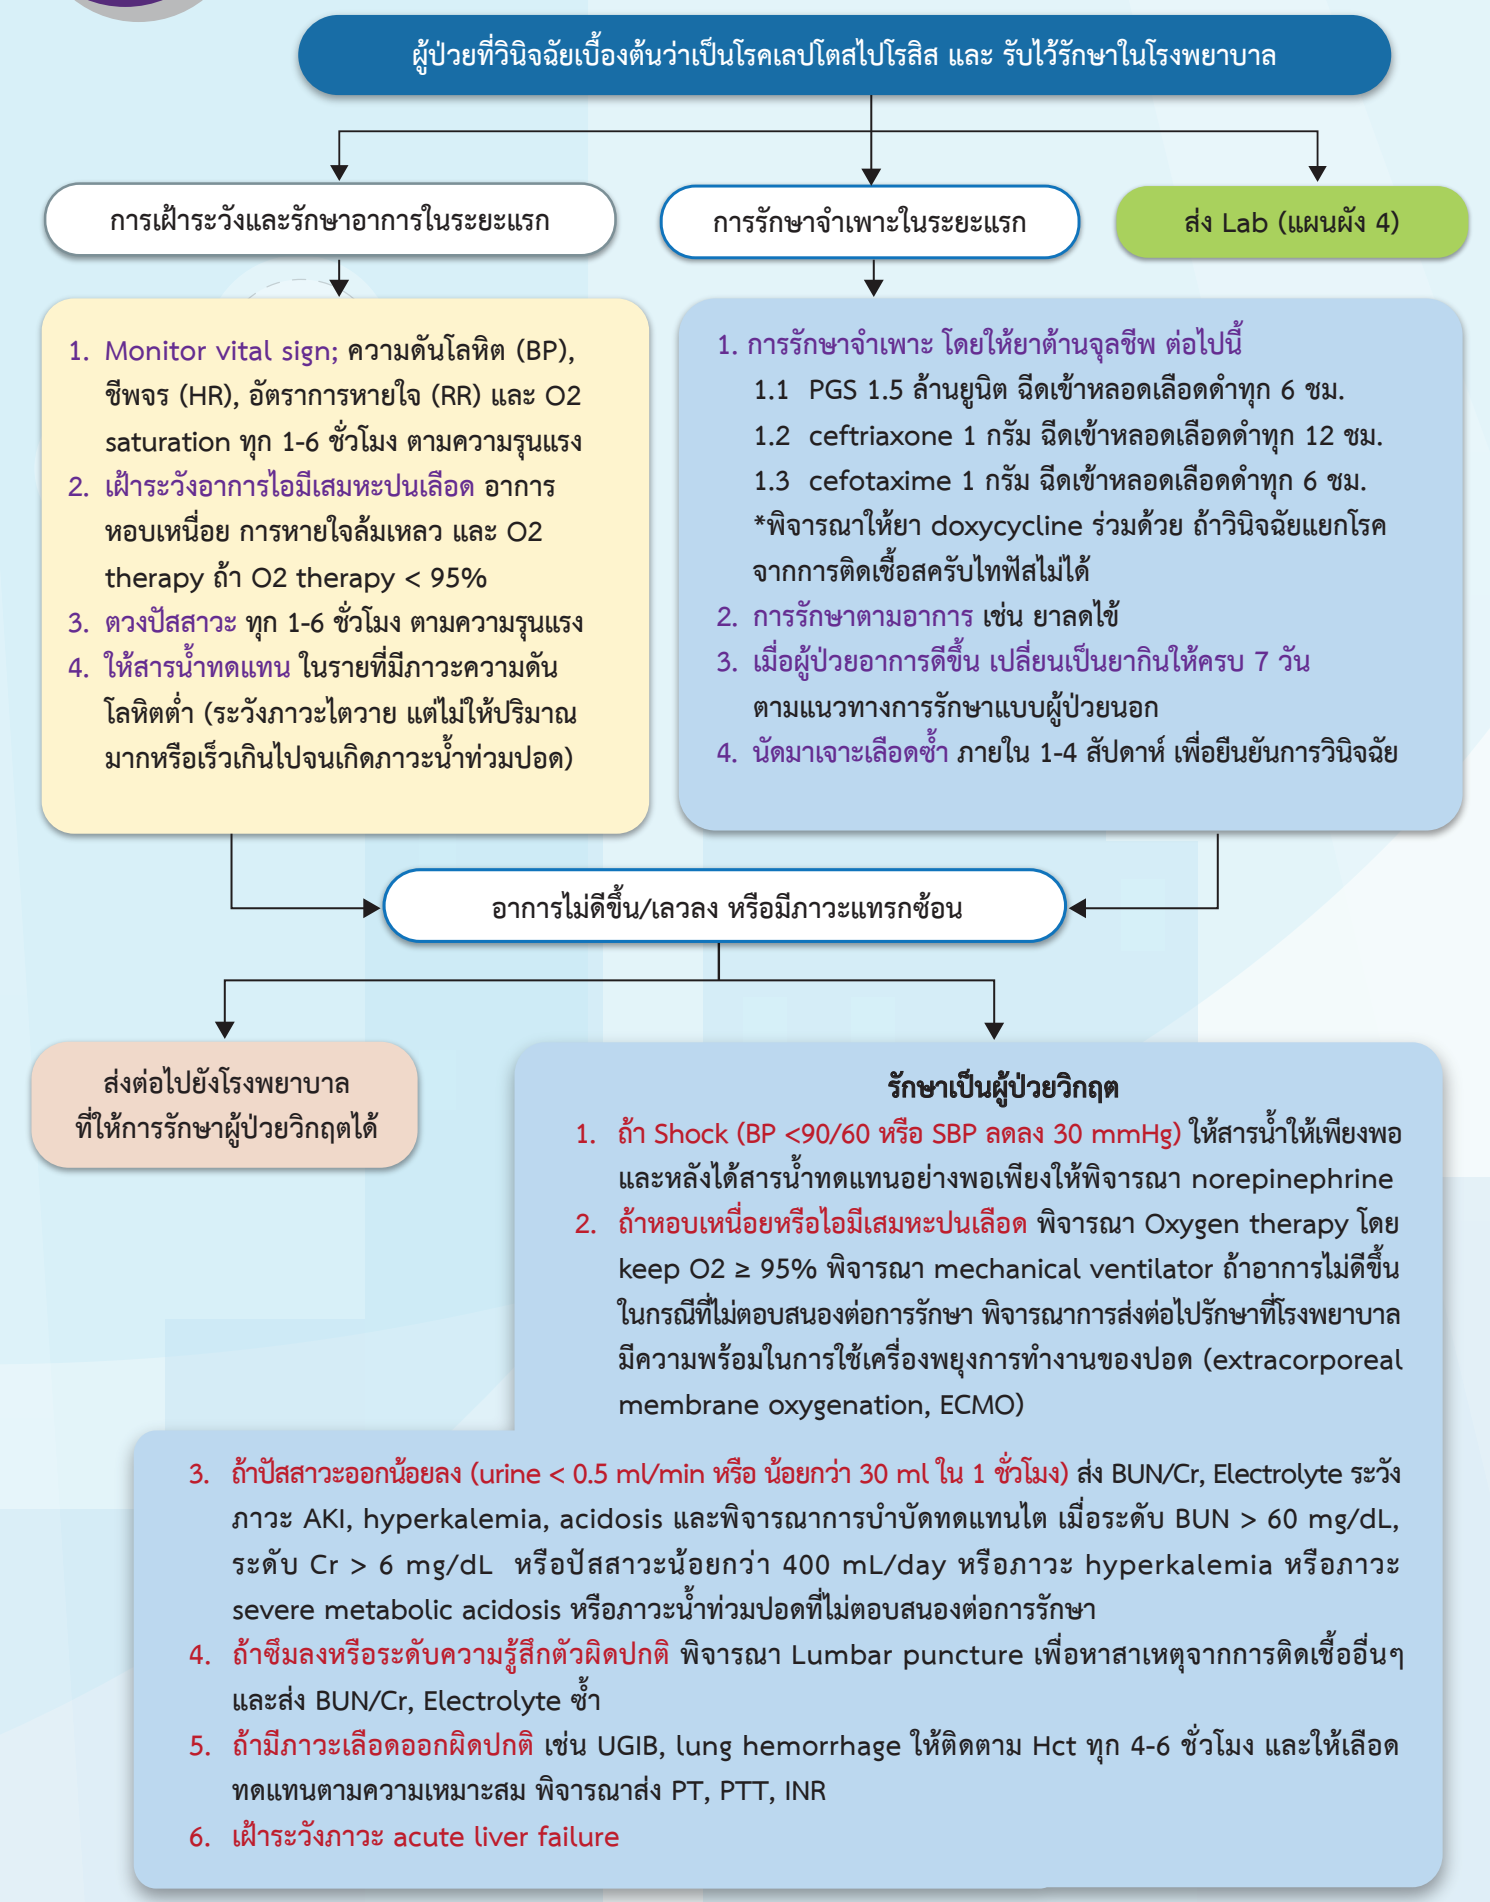 ผู้ป่วยที่วินิจฉัยเบื้องต้นว่าเป็นโรคเลปโตสไปโรสิส และ รับไว้รักษาในโรงพยาบาล
การเฝ้าระวังและรักษาอาการในระยะแรก
การรักษาจำเพาะในระยะแรก
ส่ง Lab (แผนผัง 4)
1. Monitor vital sign; ความดันโลหิต (BP),
ชีพจร (HR), อัตราการหายใจ (RR) และ O2
saturation ทุก 1-6 ชั่วโมง ตามความรุนแรง
2. เฝ้าระวังอาการไอมีเสมหะปนเลือด อาการ
หอบเหนื่อย การหายใจล้มเหลว และ O2
therapy ถ้า O2 therapy < 95%
3. ตวงปัสสาวะ ทุก 1-6 ชั่วโมง ตามความรุนแรง
4. ให้สารน้ำทดแทน ในรายที่มีภาวะความดัน
โลหิตต่ำ (ระวังภาวะไตวาย แต่ไม่ให้ปริมาณ
มากหรือเร็วเกินไปจนเกิดภาวะน้ำท่วมปอด)
1. การรักษาจำเพาะ โดยให้ยาต้านจุลชีพ ต่อไปนี้
1.1 PGS 1.5 ล้านยูนิต ฉีดเข้าหลอดเลือดดำทุก 6 ชม.
1.2 ceftriaxone 1 กรัม ฉีดเข้าหลอดเลือดดำทุก 12 ชม.
1.3 cefotaxime 1 กรัม ฉีดเข้าหลอดเลือดดำทุก 6 ชม.
*พิจารณาให้ยา doxycycline ร่วมด้วย ถ้าวินิจฉัยแยกโรค
จากการติดเชื้อสครับไทฟัสไม่ได้
2. การรักษาตามอาการ เช่น ยาลดไข้
3. เมื่อผู้ป่วยอาการดีขึ้น เปลี่ยนเป็นยากินให้ครบ 7 วัน
ตามแนวทางการรักษาแบบผู้ป่วยนอก
4. นัดมาเจาะเลือดซ้ำ ภายใน 1-4 สัปดาห์ เพื่อยืนยันการวินิจฉัย
อาการไม่ดีขึ้น/เลวลง หรือมีภาวะแทรกซ้อน
ส่งต่อไปยังโรงพยาบาล
ที่ให้การรักษาผู้ป่วยวิกฤตได้
รักษาเป็นผู้ป่วยวิกฤต
1. ถ้า Shock (BP <90/60 หรือ SBP ลดลง 30 mmHg) ให้สารน้ำให้เพียงพอ
และหลังได้สารน้ำทดแทนอย่างพอเพียงให้พิจารณา norepinephrine
2. ถ้าหอบเหนื่อยหรือไอมีเสมหะปนเลือด พิจารณา Oxygen therapy โดย
keep O2 ≥ 95% พิจารณา mechanical ventilator ถ้าอาการไม่ดีขึ้น
ในกรณีที่ไม่ตอบสนองต่อการรักษา พิจารณาการส่งต่อไปรักษาที่โรงพยาบาล
มีความพร้อมในการใช้เครื่องพยุงการทำงานของปอด (extracorporeal
membrane oxygenation, ECMO)
3. ถ้าปัสสาวะออกน้อยลง (urine < 0.5 ml/min หรือ น้อยกว่า 30 ml ใน 1 ชั่วโมง) ส่ง BUN/Cr, Electrolyte ระวัง
ภาวะ AKI, hyperkalemia, acidosis และพิจารณาการบำบัดทดแทนไต เมื่อระดับ BUN > 60 mg/dL,
ระดับ Cr > 6 mg/dL หรือปัสสาวะน้อยกว่า 400 mL/day หรือภาวะ hyperkalemia หรือภาวะ
severe metabolic acidosis หรือภาวะน้ำท่วมปอดที่ไม่ตอบสนองต่อการรักษา
4. ถ้าซึมลงหรือระดับความรู้สึกตัวผิดปกติ พิจารณา Lumbar puncture เพื่อหาสาเหตุจากการติดเชื้ออื่นๆ
และส่ง BUN/Cr, Electrolyte ซ้ำ
5. ถ้ามีภาวะเลือดออกผิดปกติ เช่น UGIB, lung hemorrhage ให้ติดตาม Hct ทุก 4-6 ชั่วโมง และให้เลือด
ทดแทนตามความเหมาะสม พิจารณาส่ง PT, PTT, INR
6. เฝ้าระวังภาวะ acute liver failure